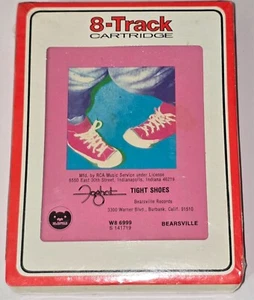 8-Track
CARTRIDGE
Mfd. by RCA Music Service under License
6550 East 30th Street, Indianapolis, Indiana 46219
Foghat TIGHT SHOES
Bearsville Records
3300 Warner Blvd., Burbank, Calif. 91510
W8 6999
S-141719
BEARSVILLE